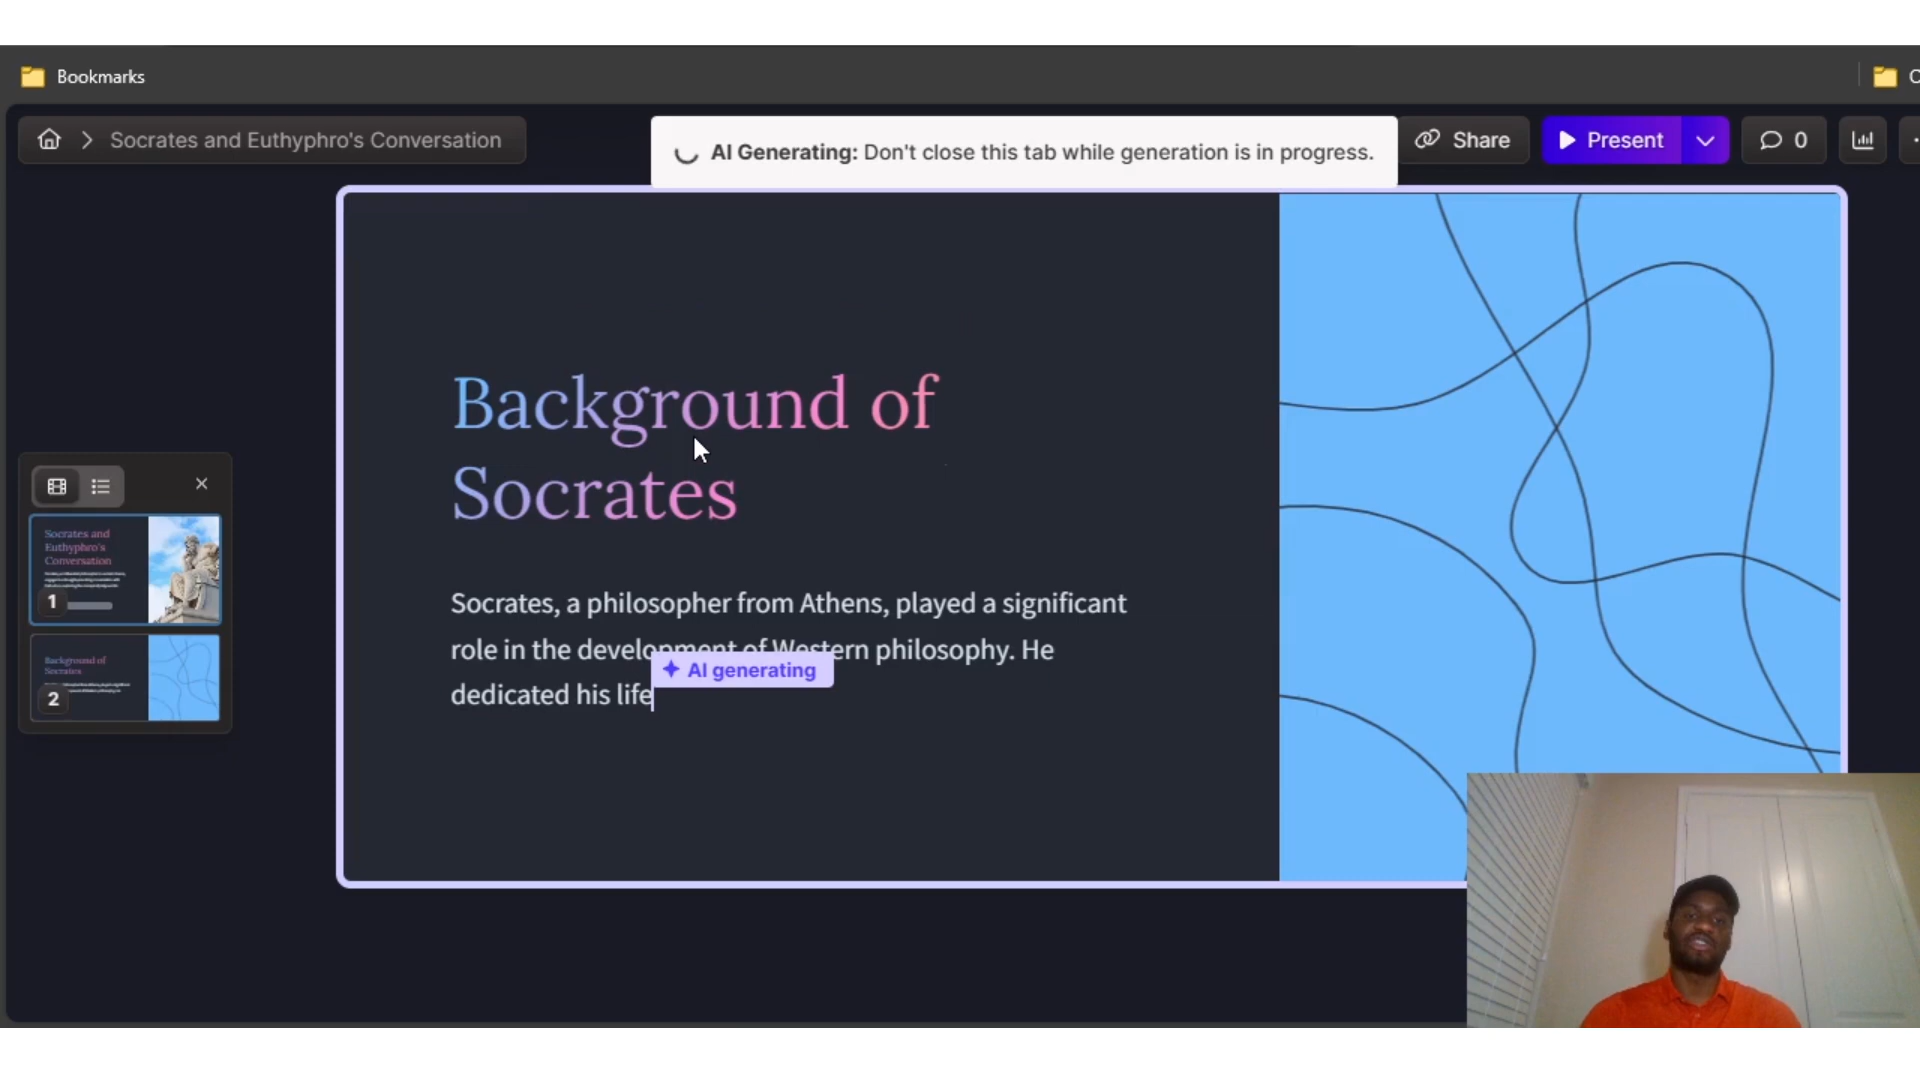 Bookmarks
Socrates and Euthyphro's Conversation
AI Generating: Don't close this tab while generation is in progress.
Share
Present
0
Background of
Socrates
Socrates, a philosopher from Athens, played a significant
role in the development of Western philosophy. He
dedicated his life
AI generating
Socrates and
Euthyphro's
Conversation
1
Background of
Socrates
2